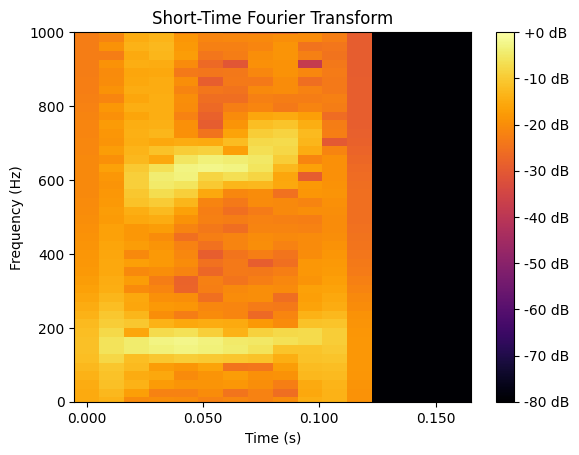 Short-Time Fourier Transform
Frequency (Hz)
1000
800
600
400
200
0
0.000
0.050
0.100
0.150
Time (s)
+0 dB
-10 dB
-20 dB
-30 dB
-40 dB
-50 dB
-60 dB
-70 dB
-80 dB